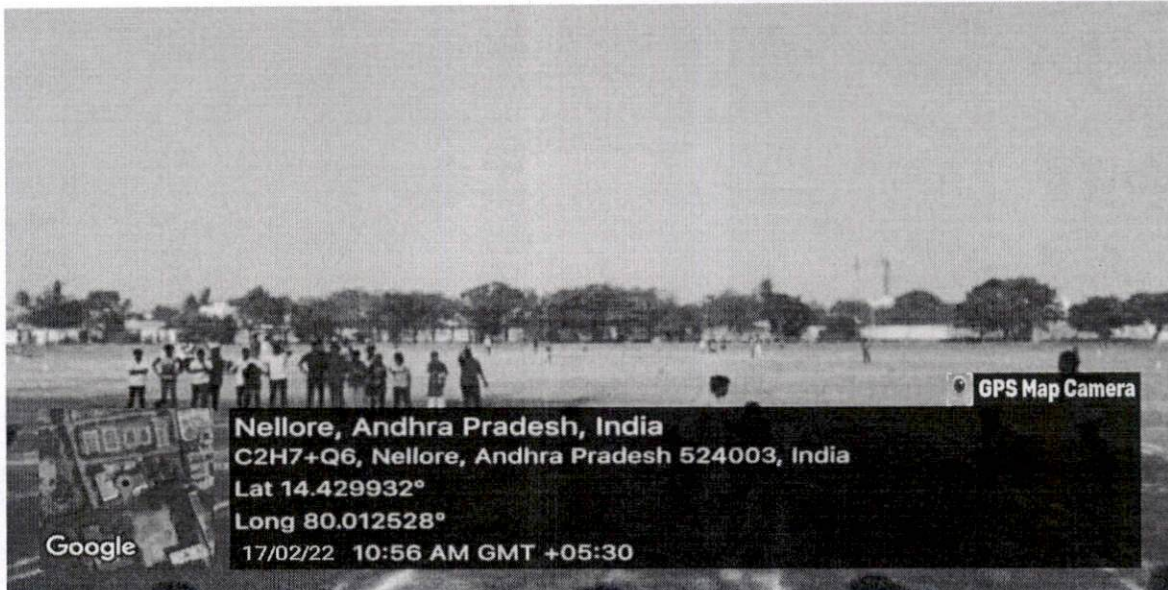 GPS Map Camera
Nellore, Andhra Pradesh, India
C2H7+Q6, Nellore, Andhra Pradesh 524003, India
Lat 14.429932°
Long 80.012528°
17/02/22 10:56 AM GMT +05:30
Google